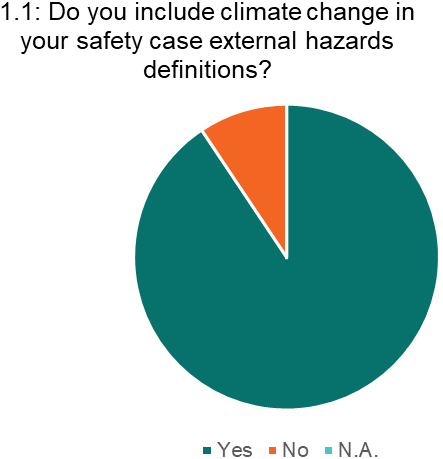 1.1: Do you include climate change in
your safety case external hazards
definitions?
Yes No N.A.